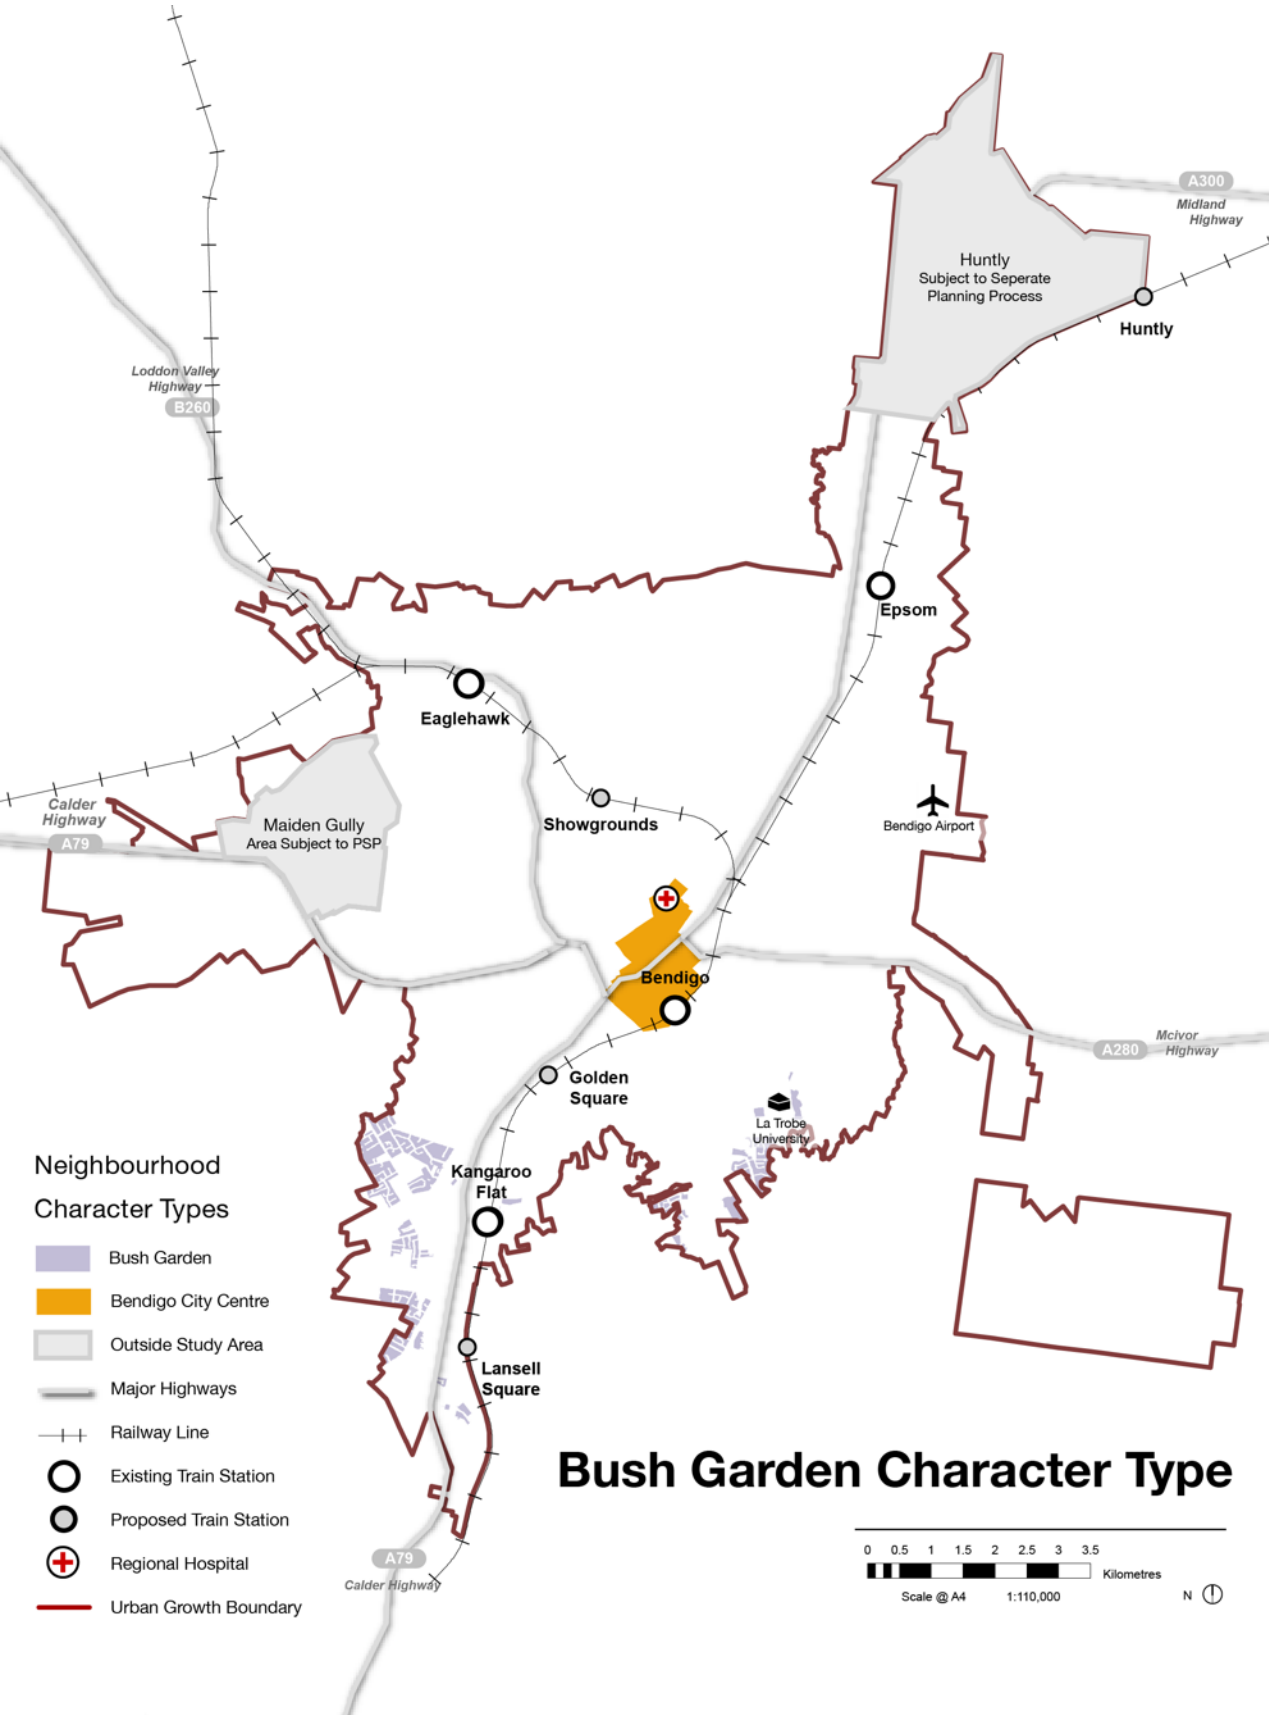 A300
Midland
Highway
Huntly
Subject to Seperate
Planning Process
Huntly
Loddon Valley
Highway
B260
Epsom
Eaglehawk
Calder
Highway
A79
Maiden Gully
Area Subject to PSP
Showgrounds
Bendigo Airport
Bendigo
Mcivor
Highway
A280
Golden
Square
La Trobe
University
Kangaroo
Flat
Lansell
Square
Neighbourhood
Character Types
Bush Garden
Bendigo City Centre
Outside Study Area
Major Highways
Railway Line
Existing Train Station
Proposed Train Station
Regional Hospital
Urban Growth Boundary
A79
Calder Highway
Bush Garden Character Type
0 0.5 1 1.5 2 2.5 3 3.5
Kilometres
Scale @ A4 1:110,000
N